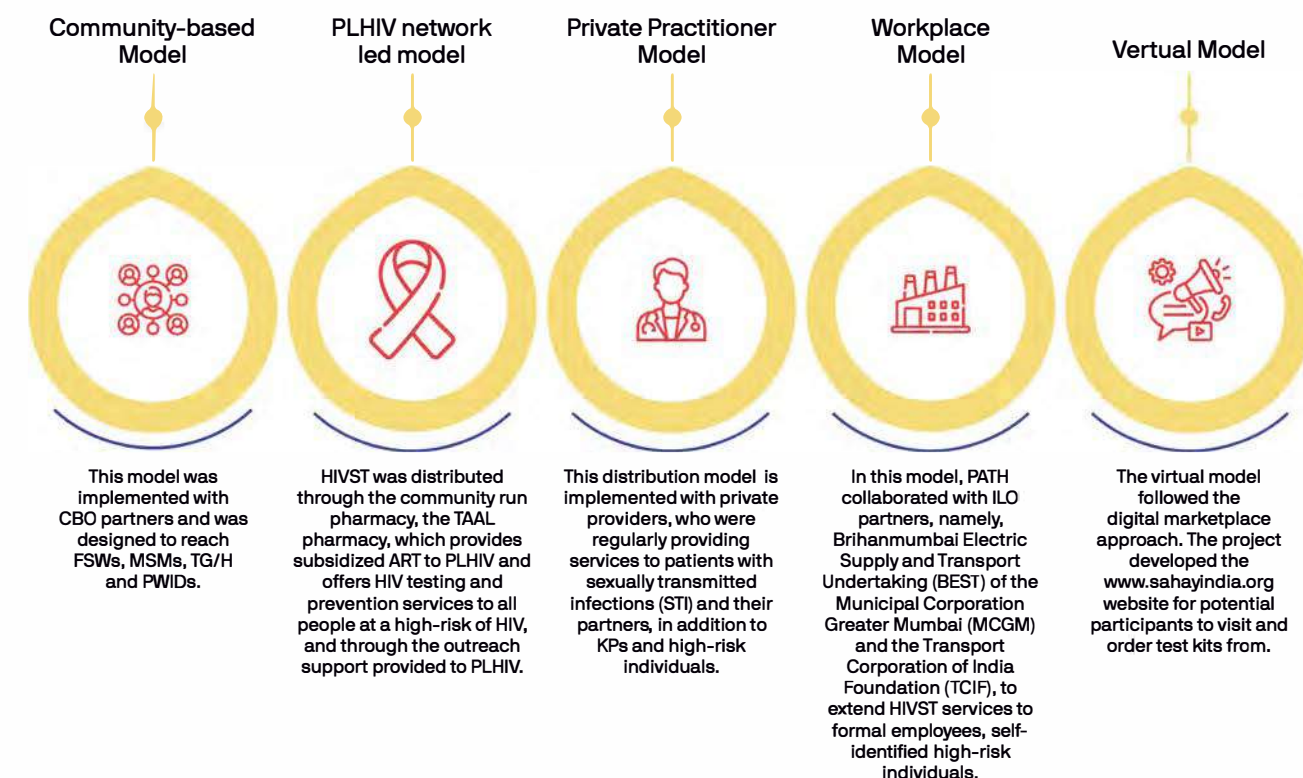 Community-based
Model
PLHIV network
led model
Private Practitioner
Model
Workplace
Model
Vertual Model
This model was
implemented with
CBO partners and was
designed to reach
FSWs, MSMs, TG/H
and PWIDs.
HIVST was distributed
through the community run
pharmacy, the TAAL
pharmacy, which provides
subsidized ART to PLHIV and
offers HIV testing and
prevention services to all
people at a high-risk of HIV,
and through the outreach
support provided to PLHIV.
This distribution model is
implemented with private
providers, who were
regularly providing
services to patients with
sexually transmitted
infections (STI) and their
partners, in addition to
KPs and high-risk
individuals.
In this model, PATH
collaborated with ILO
partners, namely,
Brihanmumbai Electric
Supply and Transport
Undertaking (BEST) of the
Municipal Corporation
Greater Mumbai (MCGM)
and the Transport
Corporation of India
Foundation (TCIF), to
extend HIVST services to
formal employees, self-
identified high-risk
individuals.
The virtual model
followed the
digital marketplace
approach. The project
developed the
www.sahayindia.org
website for potential
participants to visit and
order test kits from.